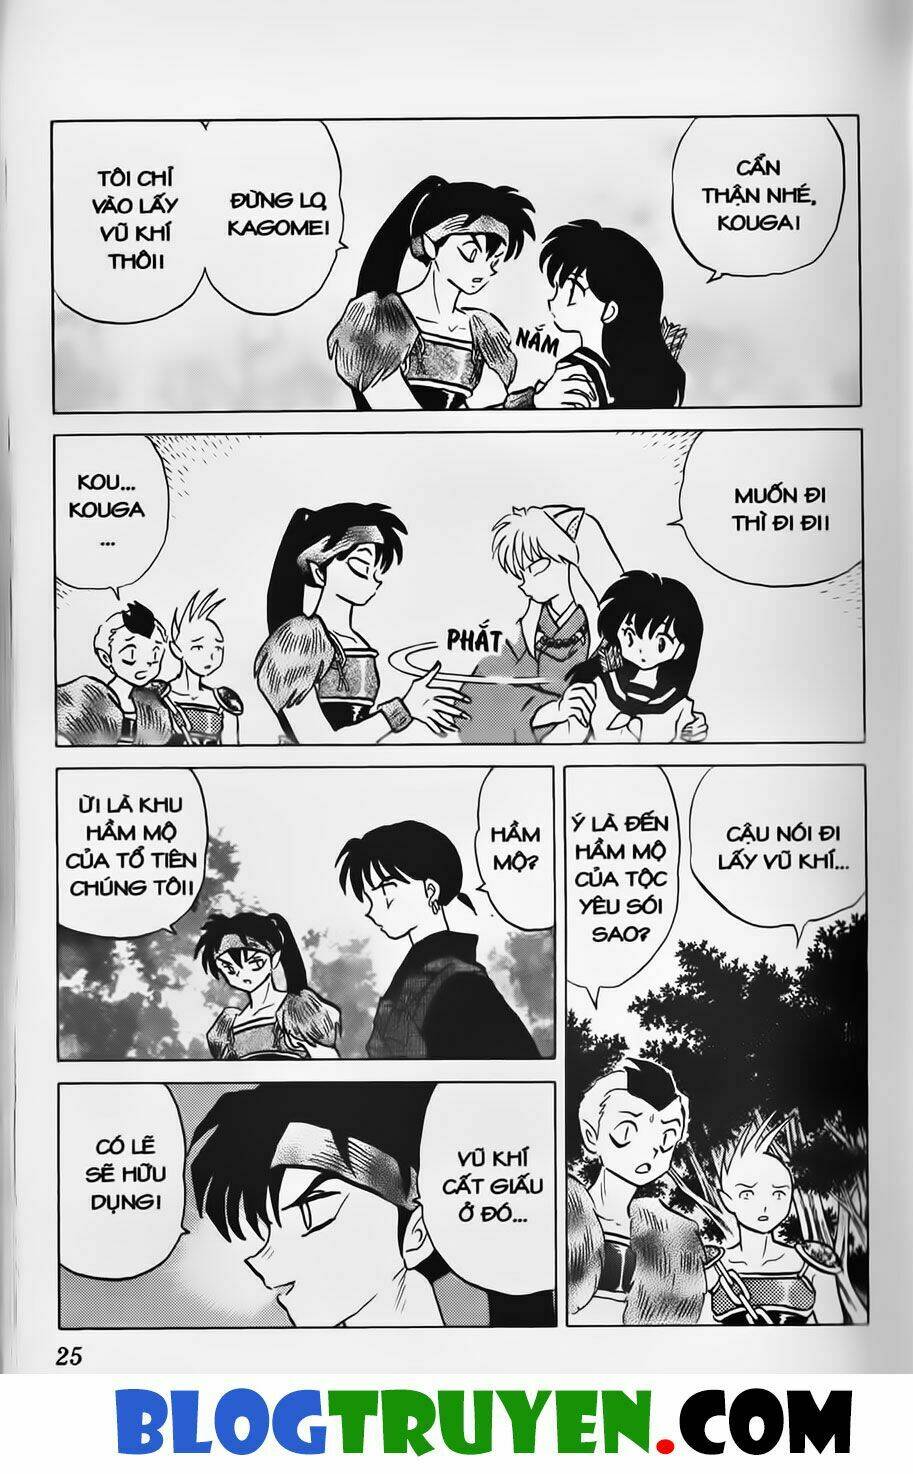 CẨN
THẬN NHÉ,
KOUGA!
ĐỪNG LO,
KAGOME!
TÔI CHỈ
VÀO LẤY
VŨ KHÍ
THÔI!
NẮM
MUỐN ĐI
THÌ ĐI ĐI!
PHẮT
KOU...
KOUGA
...
CẬU NÓI ĐI
LẤY VŨ KHÍ...
Ý LÀ ĐẾN
HẦM MỘ
CỦA TỘC
YÊU SÓI
SAO?
HẦM
MỘ?
ỪI LÀ KHU
HẦM MỘ
CỦA TỔ TIÊN
CHÚNG TÔI!
VŨ KHÍ
CẤT GIẤU
Ở ĐÓ...
CÓ LẼ
SẼ HỮU
DỤNG!
25
BLOGTRUYEN.COM